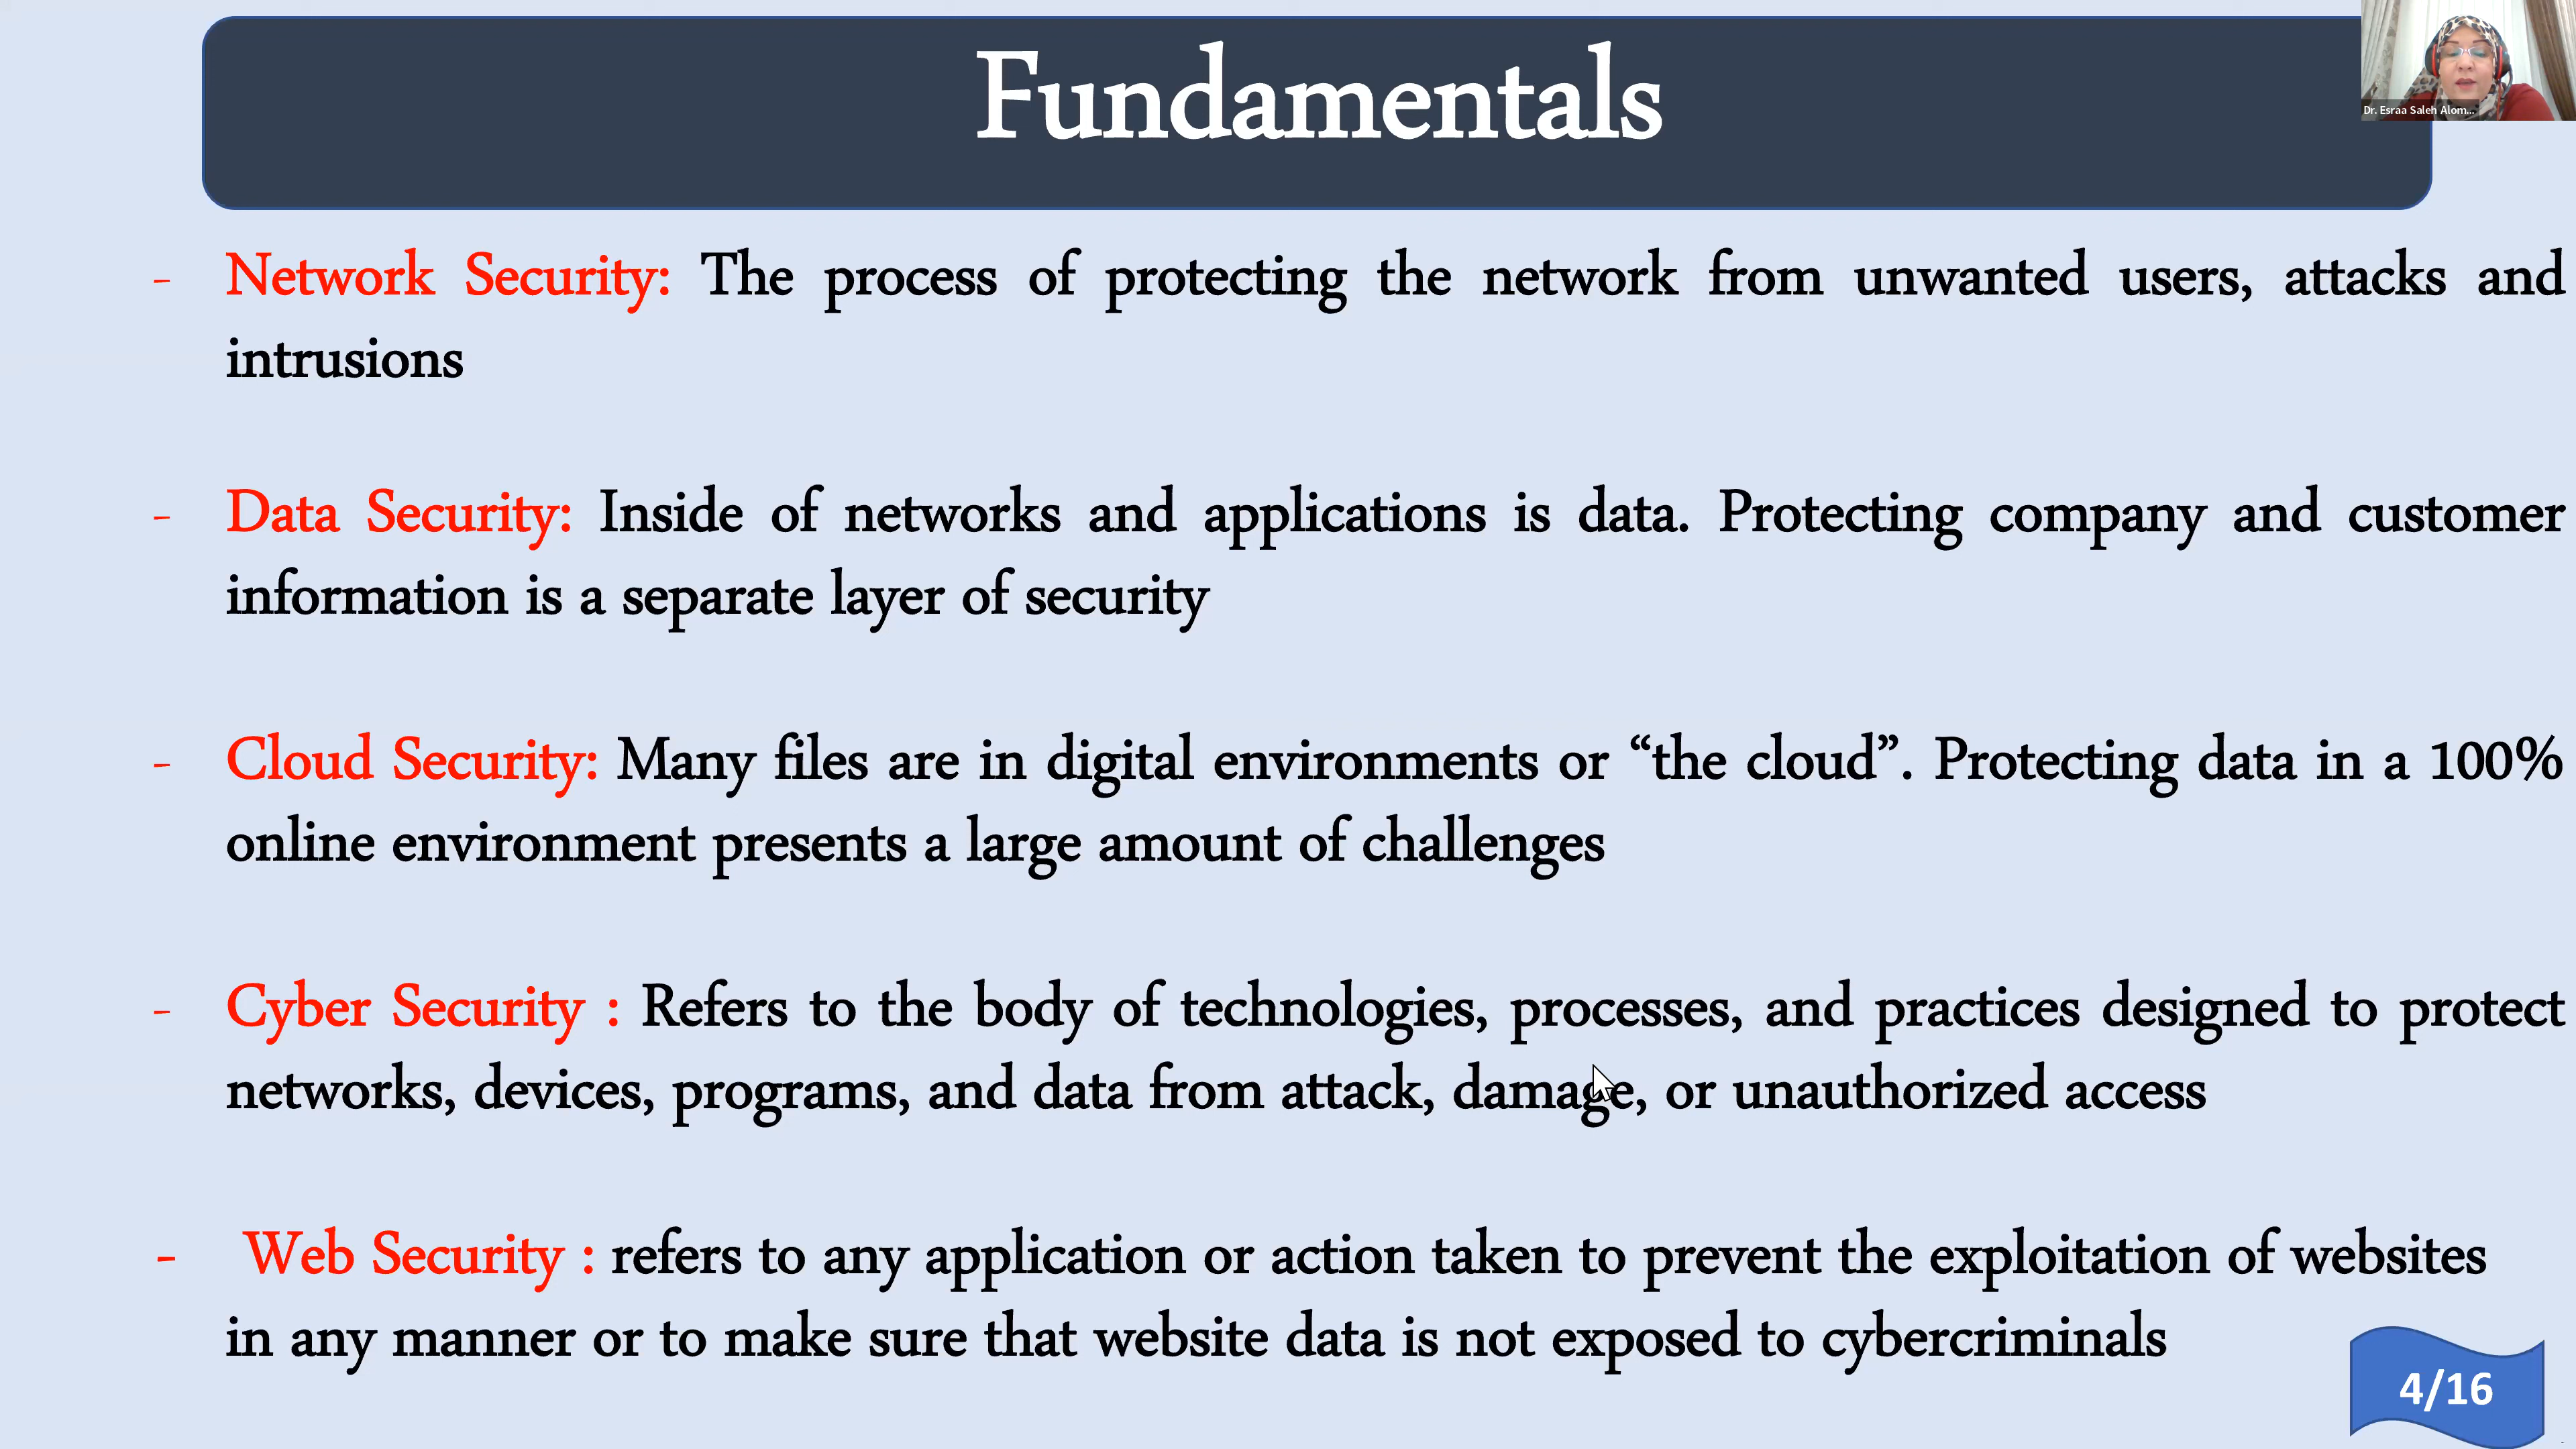 Fundamentals
Dr. Esraa Saleh Alom...
- Network Security: The process of protecting the network from unwanted users, attacks and
intrusions
- Data Security: Inside of networks and applications is data. Protecting company and customer
information is a separate layer of security
- Cloud Security: Many files are in digital environments or “the cloud”. Protecting data in a 100%
online environment presents a large amount of challenges
- Cyber Security : Refers to the body of technologies, processes, and practices designed to protect
networks, devices, programs, and data from attack, damage, or unauthorized access
- Web Security : refers to any application or action taken to prevent the exploitation of websites
in any manner or to make sure that website data is not exposed to cybercriminals
4/16